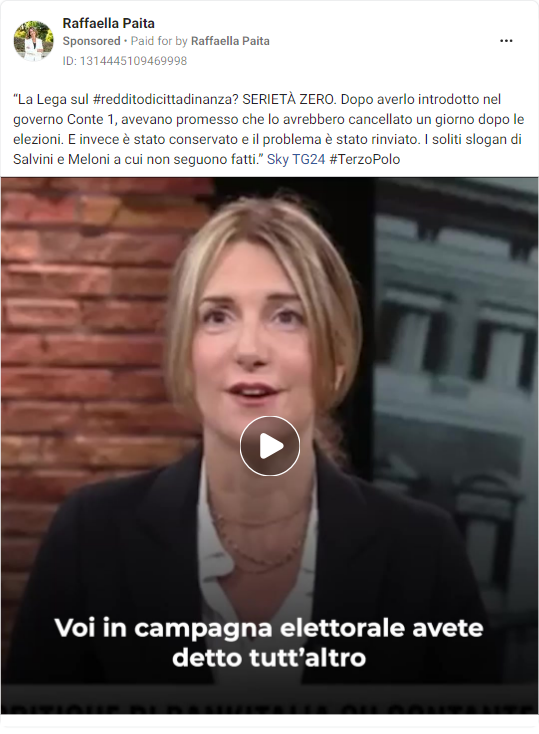 Raffaella Paita
Sponsored • Paid for by Raffaella Paita
ID: 1314445109469998
“La Lega sul #redditodicittadinanza? SERIETÀ ZERO. Dopo averlo introdotto nel
governo Conte 1, avevano promesso che lo avrebbero cancellato un giorno dopo le
elezioni. E invece è stato conservato e il problema è stato rinviato. I soliti slogan di
Salvini e Meloni a cui non seguono fatti.” Sky TG24 #TerzoPolo
Voi in campagna elettorale avete
detto tutt’altro